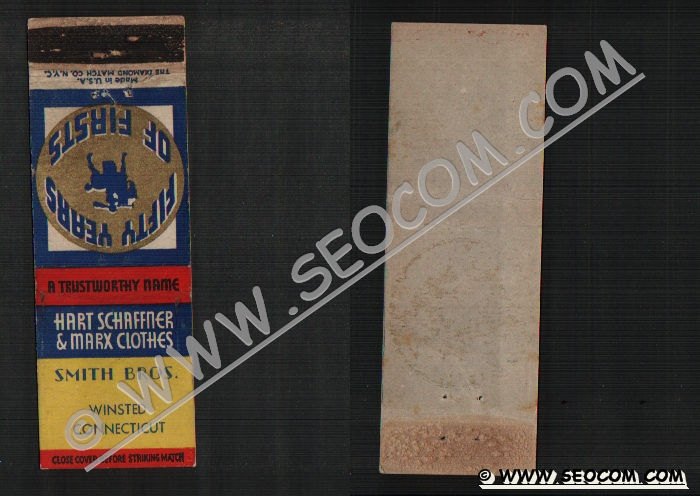 Made in U.S.A.
THE DIAMOND MATCH CO. N.Y.C.
FIFTY YEARS
OF FIRSTS
A TRUSTWORTHY NAME
HART SCHAFFNER
& MARX CLOTHES
SMITH BROS.
WINSTED
CONNECTICUT
CLOSE COVER BEFORE STRIKING MATCH
© WWW.SEOCOM.COM
© WWW.SEOCOM.COM